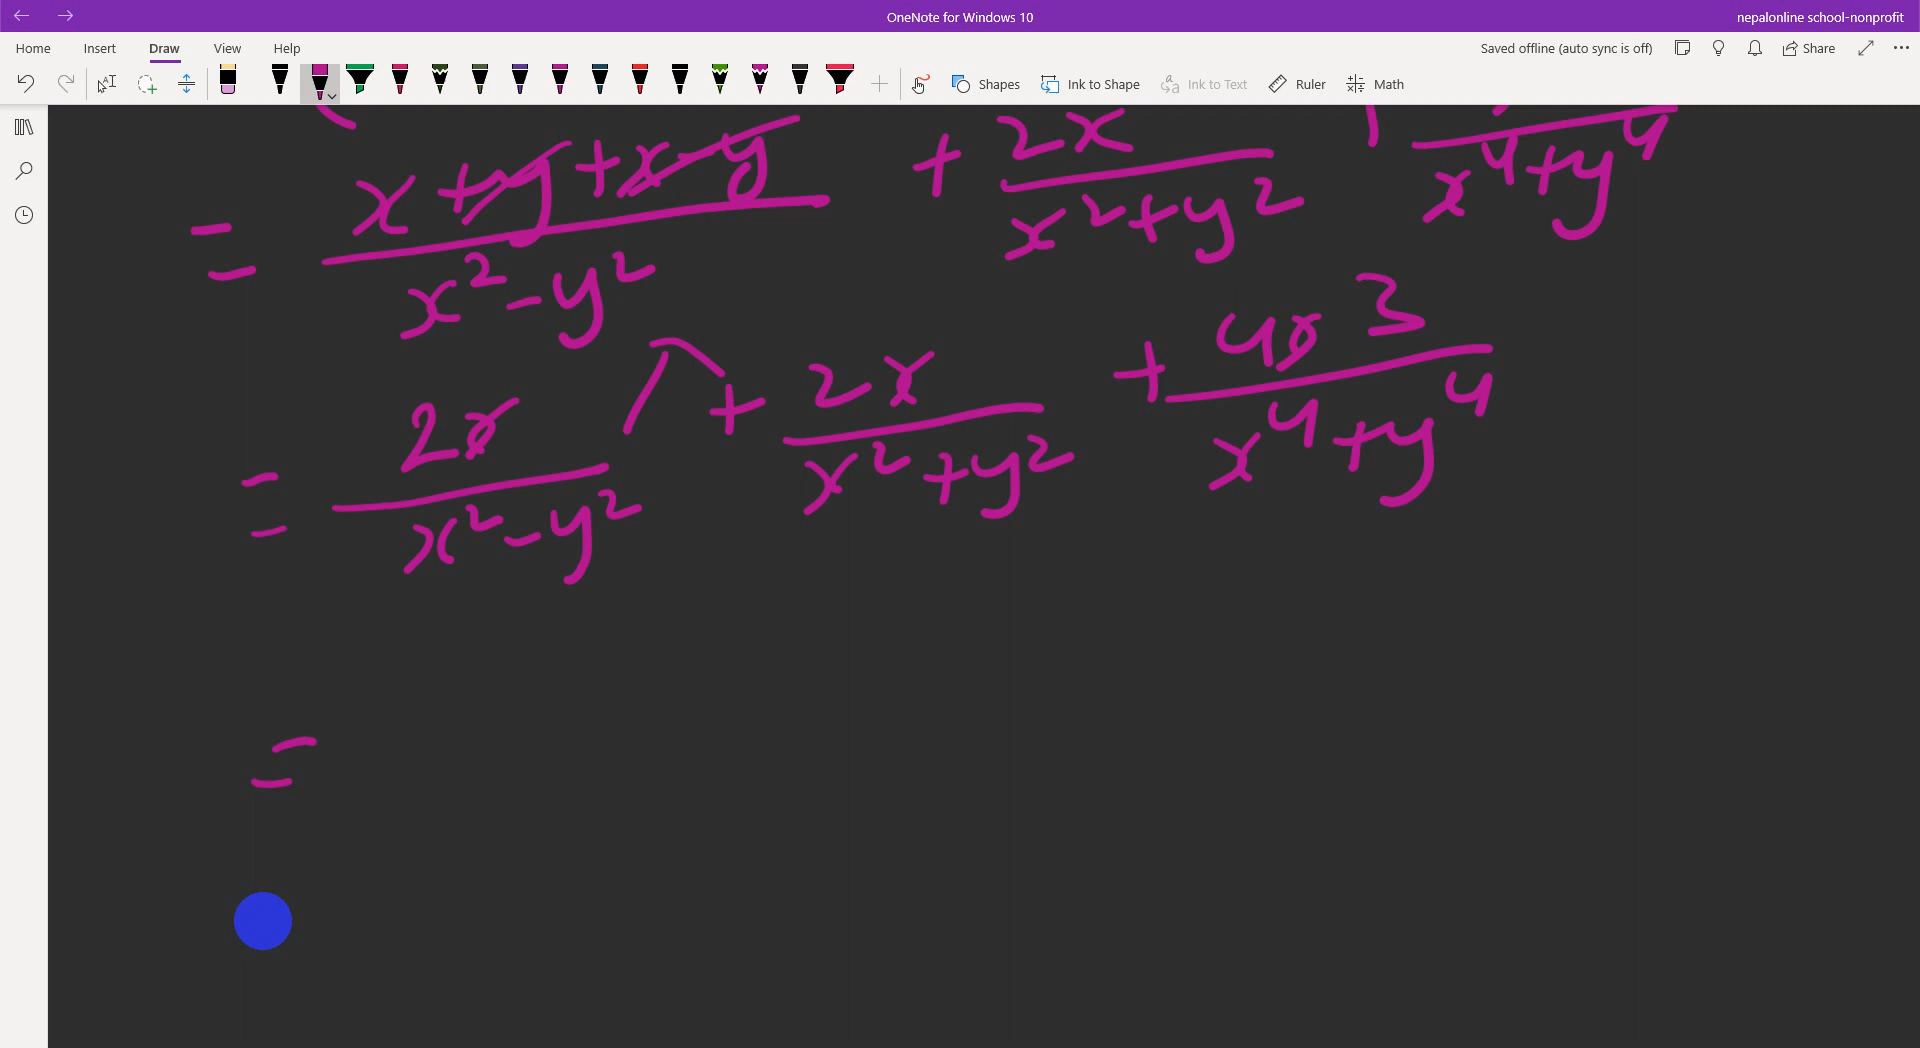 OneNote for Windows 10
nepalonline school-nonprofit
Home Insert Draw View Help
Saved offline (auto sync is off) Share
Shapes Ink to Shape Ink to Text Ruler Math
= x + y + x - y / x² - y² + 2x / x² + y² / x⁴ + y⁴
= 2x / x² - y² + 2x / x² + y² + 4x³ / x⁴ + y⁴
=